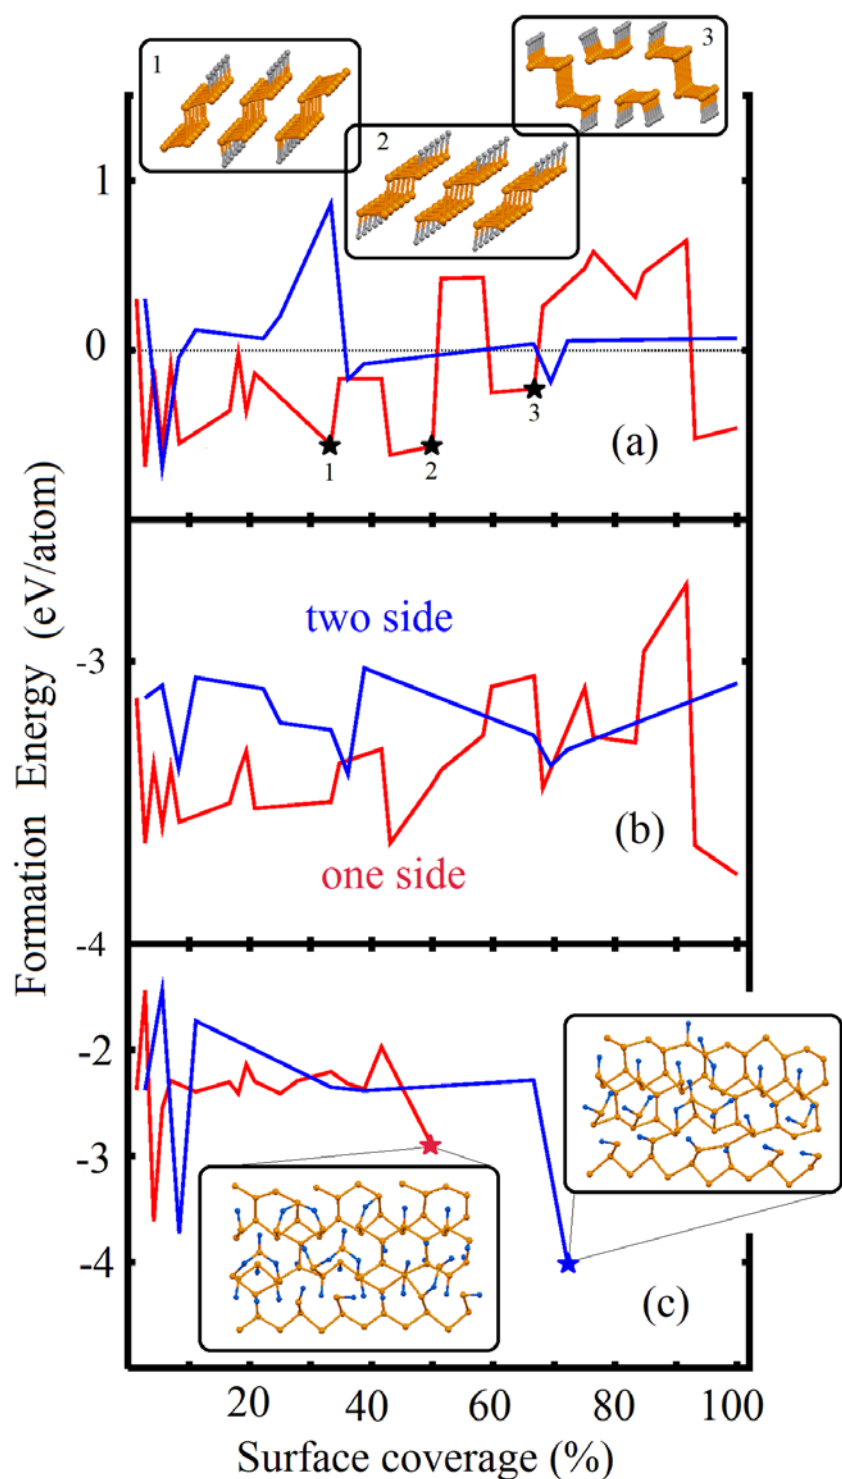 1
2
3
1
0
1
2
3
(a)
Formation Energy (eV/atom)
two side
-3
(b)
one side
-4
-2
-3
-4
(c)
20 40 60 80 100
Surface coverage (%)